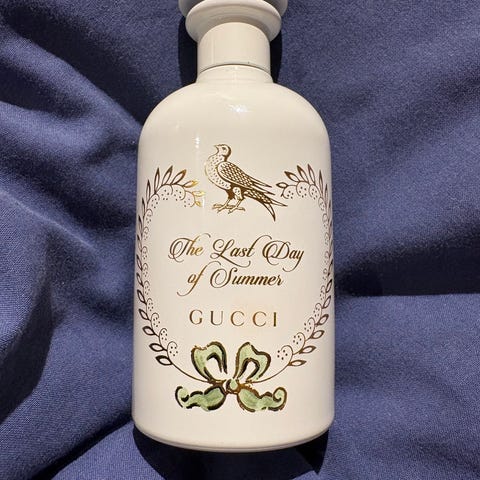 The Last Day
of Summer
GUCCI